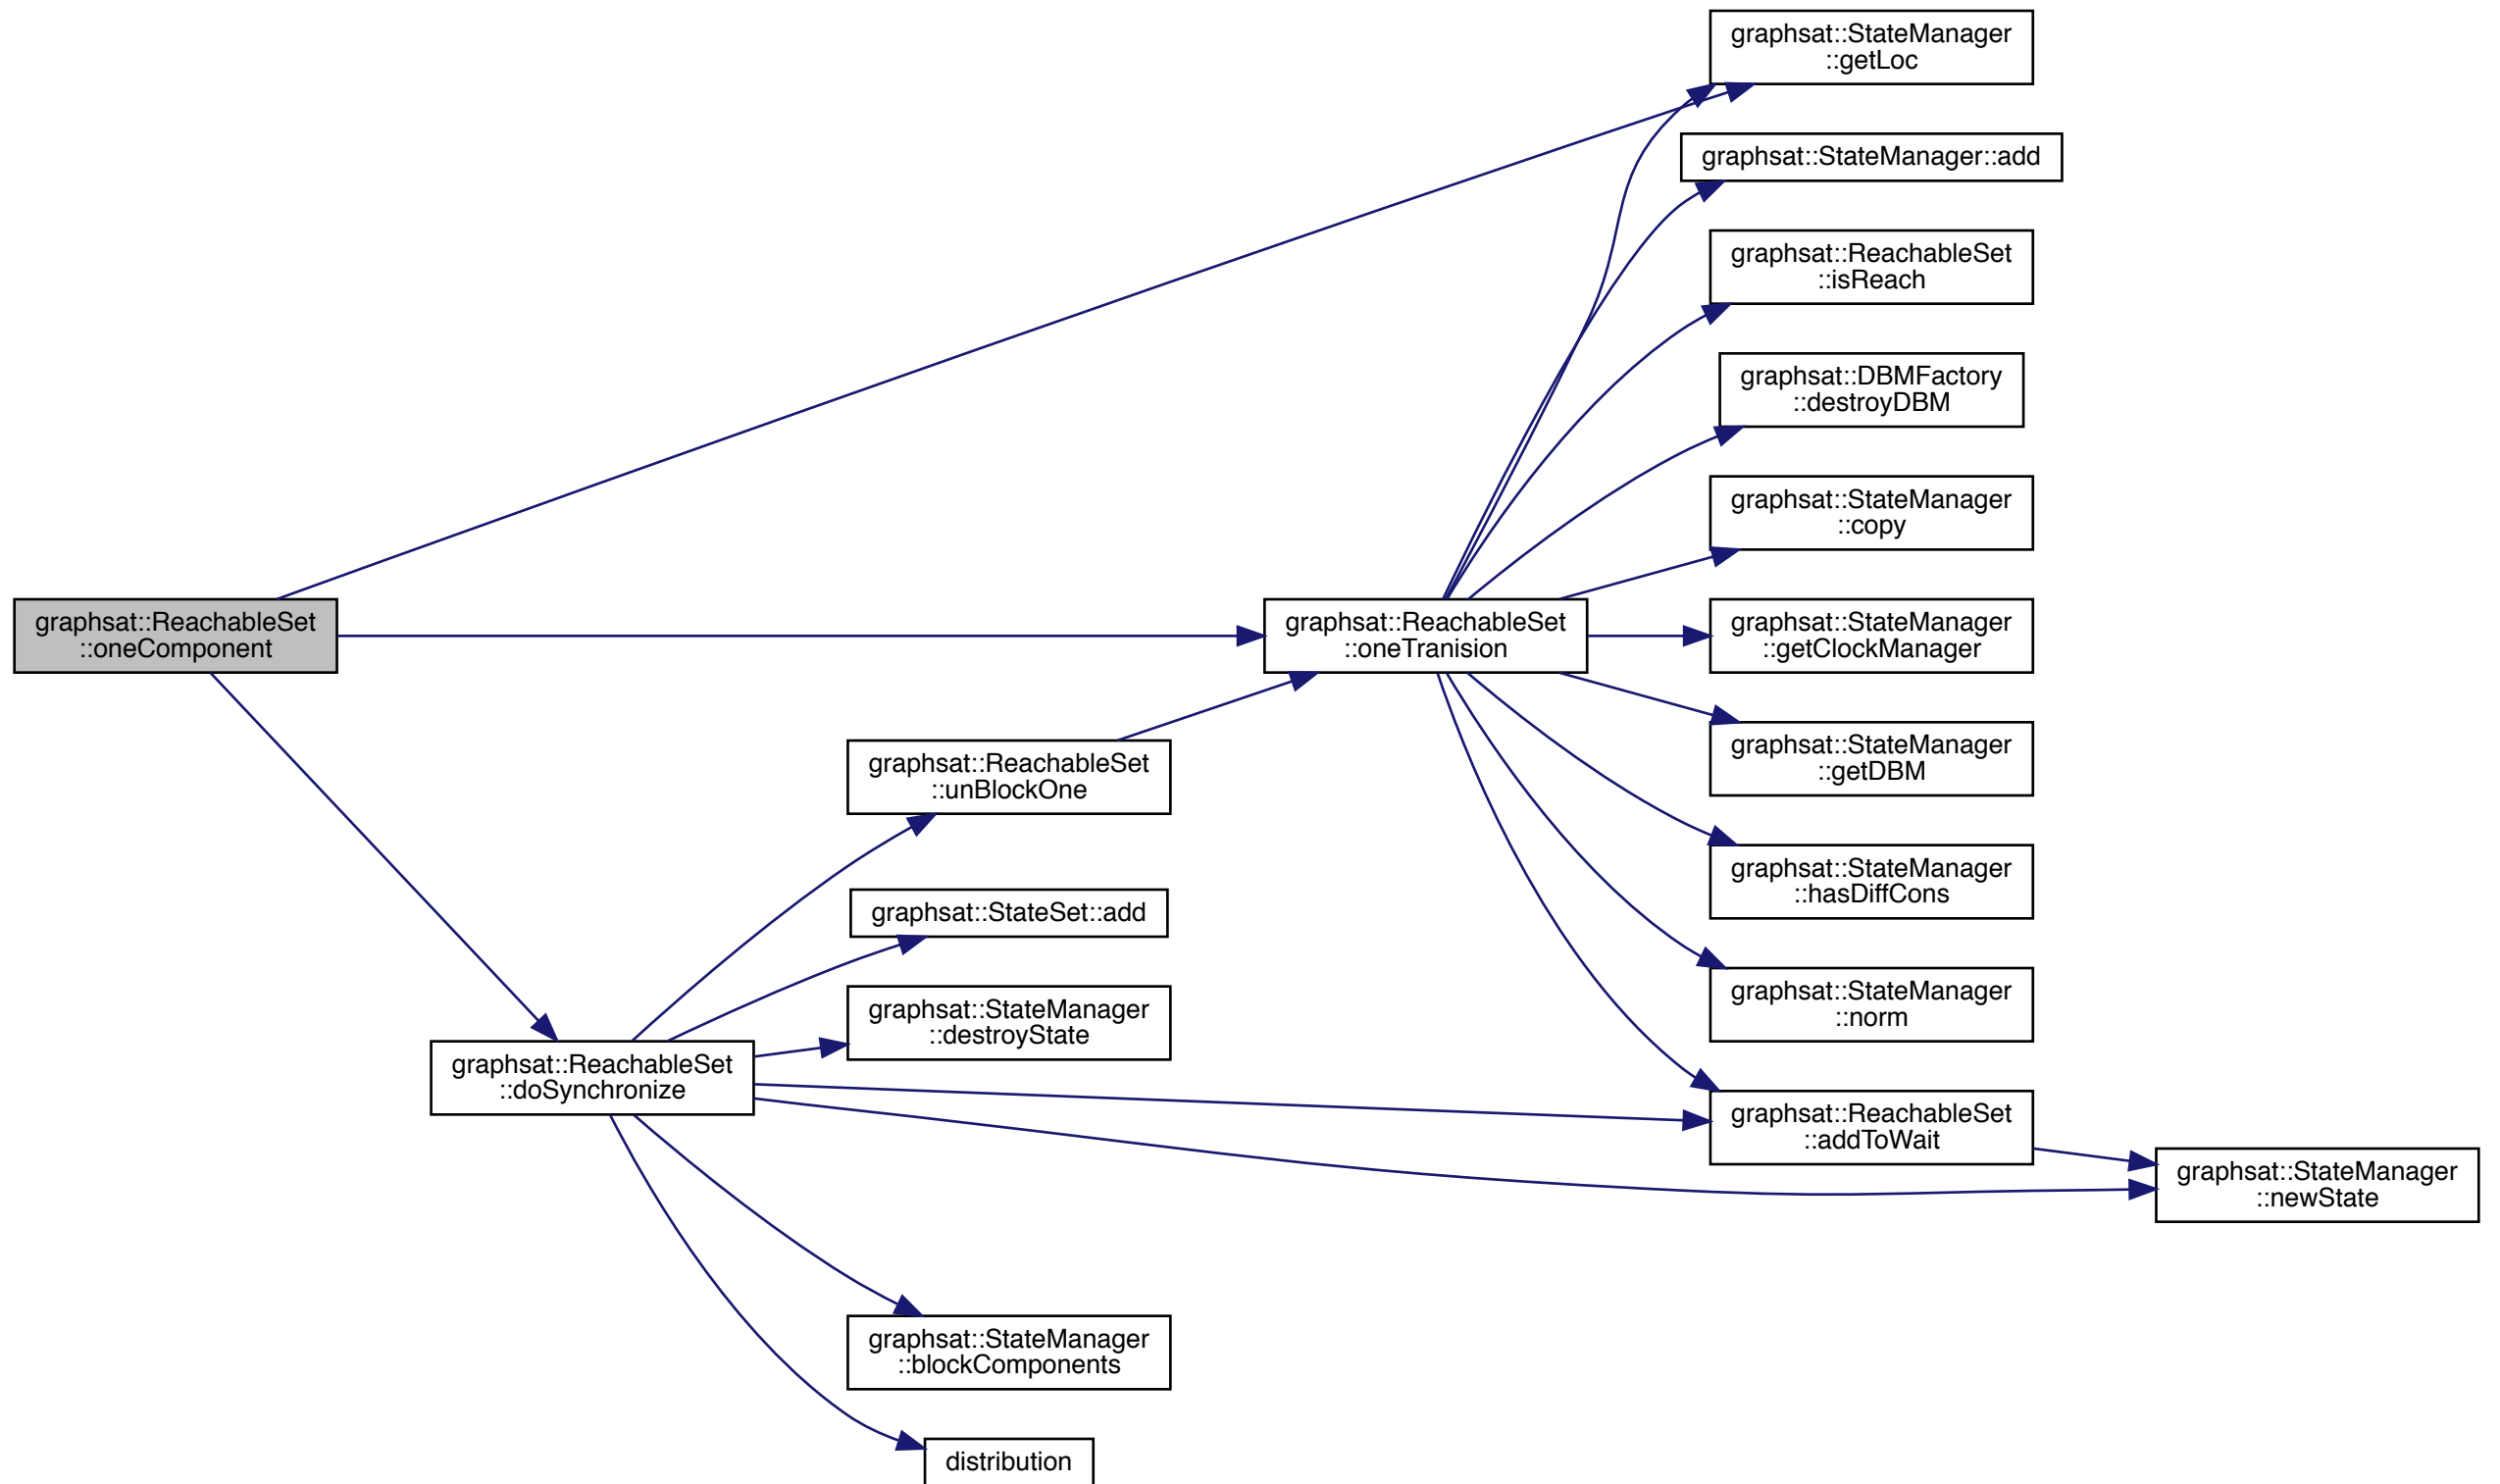 graphsat::StateManager
::getLoc
graphsat::StateManager::add
graphsat::ReachableSet
::isReach
graphsat::DBMFactory
::destroyDBM
graphsat::StateManager
::copy
graphsat::ReachableSet
::oneComponent
graphsat::ReachableSet
::oneTranision
graphsat::StateManager
::getClockManager
graphsat::ReachableSet
::unBlockOne
graphsat::StateManager
::getDBM
graphsat::StateSet::add
graphsat::StateManager
::hasDiffCons
graphsat::StateManager
::destroyState
graphsat::StateManager
::norm
graphsat::ReachableSet
::doSynchronize
graphsat::ReachableSet
::addToWait
graphsat::StateManager
::newState
graphsat::StateManager
::blockComponents
distribution